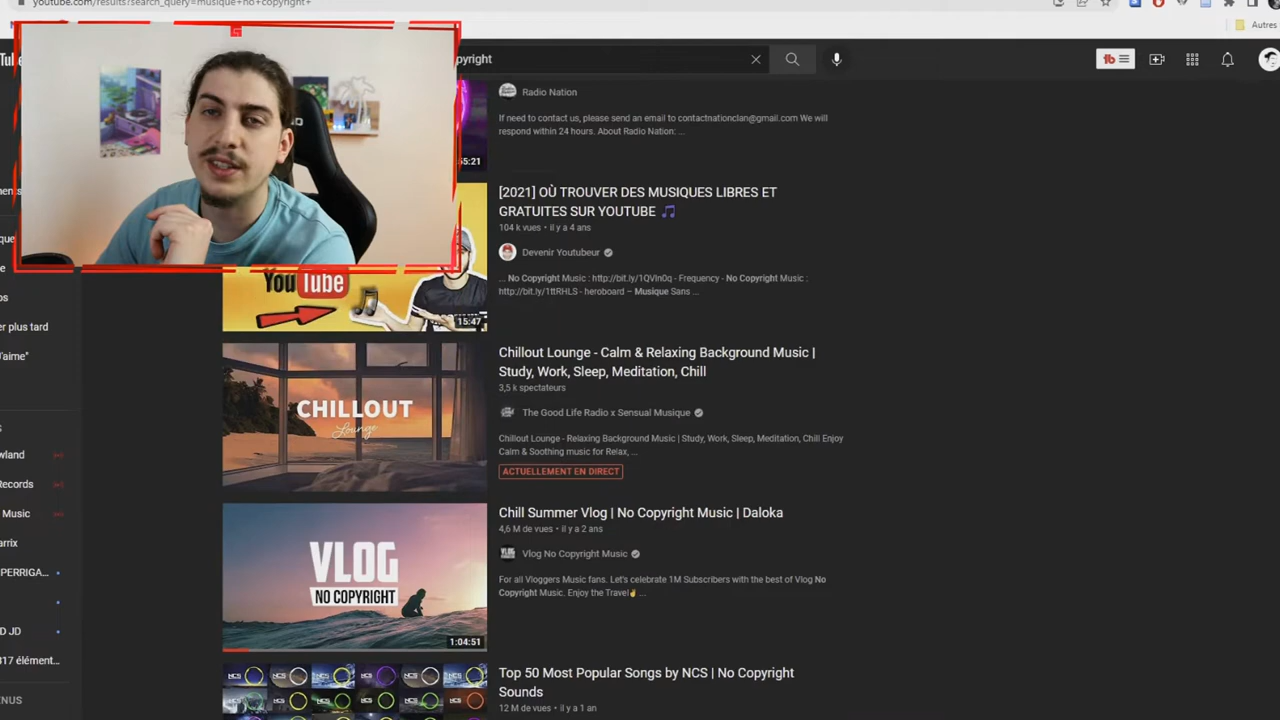 youtube.com/results?search_query=musique+no+copyright+
Autres
pyright
Radio Nation
If need to contact us, please send an email to contactnationclan@gmail.com We will
respond within 24 hours. About Radio Nation: ...
55:21
[2021] OÙ TROUVER DES MUSIQUES LIBRES ET
GRATUITES SUR YOUTUBE 🎵
104 k vues • il y a 4 ans
Devenir Youtubeur
... No Copyright Music : http://bit.ly/1QVIn0q - Frequency - No Copyright Music :
http://bit.ly/1ttRHLS - heroboard – Musique Sans ...
YouTube
15:47
er plus tard
'aime"
Chillout Lounge - Calm & Relaxing Background Music |
Study, Work, Sleep, Meditation, Chill
3,5 k spectateurs
The Good Life Radio x Sensual Musique
Chillout Lounge - Relaxing Background Music | Study, Work, Sleep, Meditation, Chill Enjoy
Calm & Soothing music for Relax, ...
ACTUELLEMENT EN DIRECT
CHILLOUT
Lounge
wland
Records
Music
arrix
PERRIGA...
D JD
317 élément...
ENUS
Chill Summer Vlog | No Copyright Music | Daloka
4,6 M de vues • il y a 2 ans
Vlog No Copyright Music
For all Vloggers Music fans. Let's celebrate 1M Subscribers with the best of Vlog No
Copyright Music. Enjoy the Travel✌ ...
VLOG
NO COPYRIGHT
1:04:51
Top 50 Most Popular Songs by NCS | No Copyright
Sounds
12 M de vues • il y a 1 an